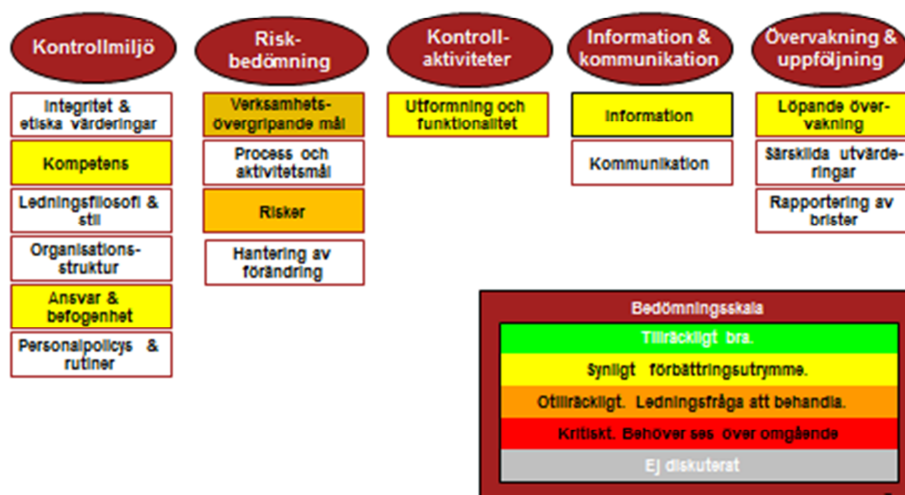 Kontrollmiljö
Risk-
bedömning
Kontroll-
aktiviteter
Information &
kommunikation
Övervakning &
uppföljning
Integritet &
etiska värderingar
Kompetens
Ledningsfilosofi &
stil
Organisations-
struktur
Ansvar &
befogenhet
Personalpolicys &
rutiner
Verksamhets-
övergripande mål
Process och
aktivitetsmål
Risker
Hantering av
förändring
Utformning och
funktionalitet
Information
Kommunikation
Löpande över-
vakning
Särskilda utvärde-
ringar
Rapportering av
brister
Bedömningsskala
Tillräckligt bra.
Synligt förbättringsutrymme.
Otillräckligt. Ledningsfråga att behandla.
Kritiskt. Behöver ses över omgående
Ej diskuterat